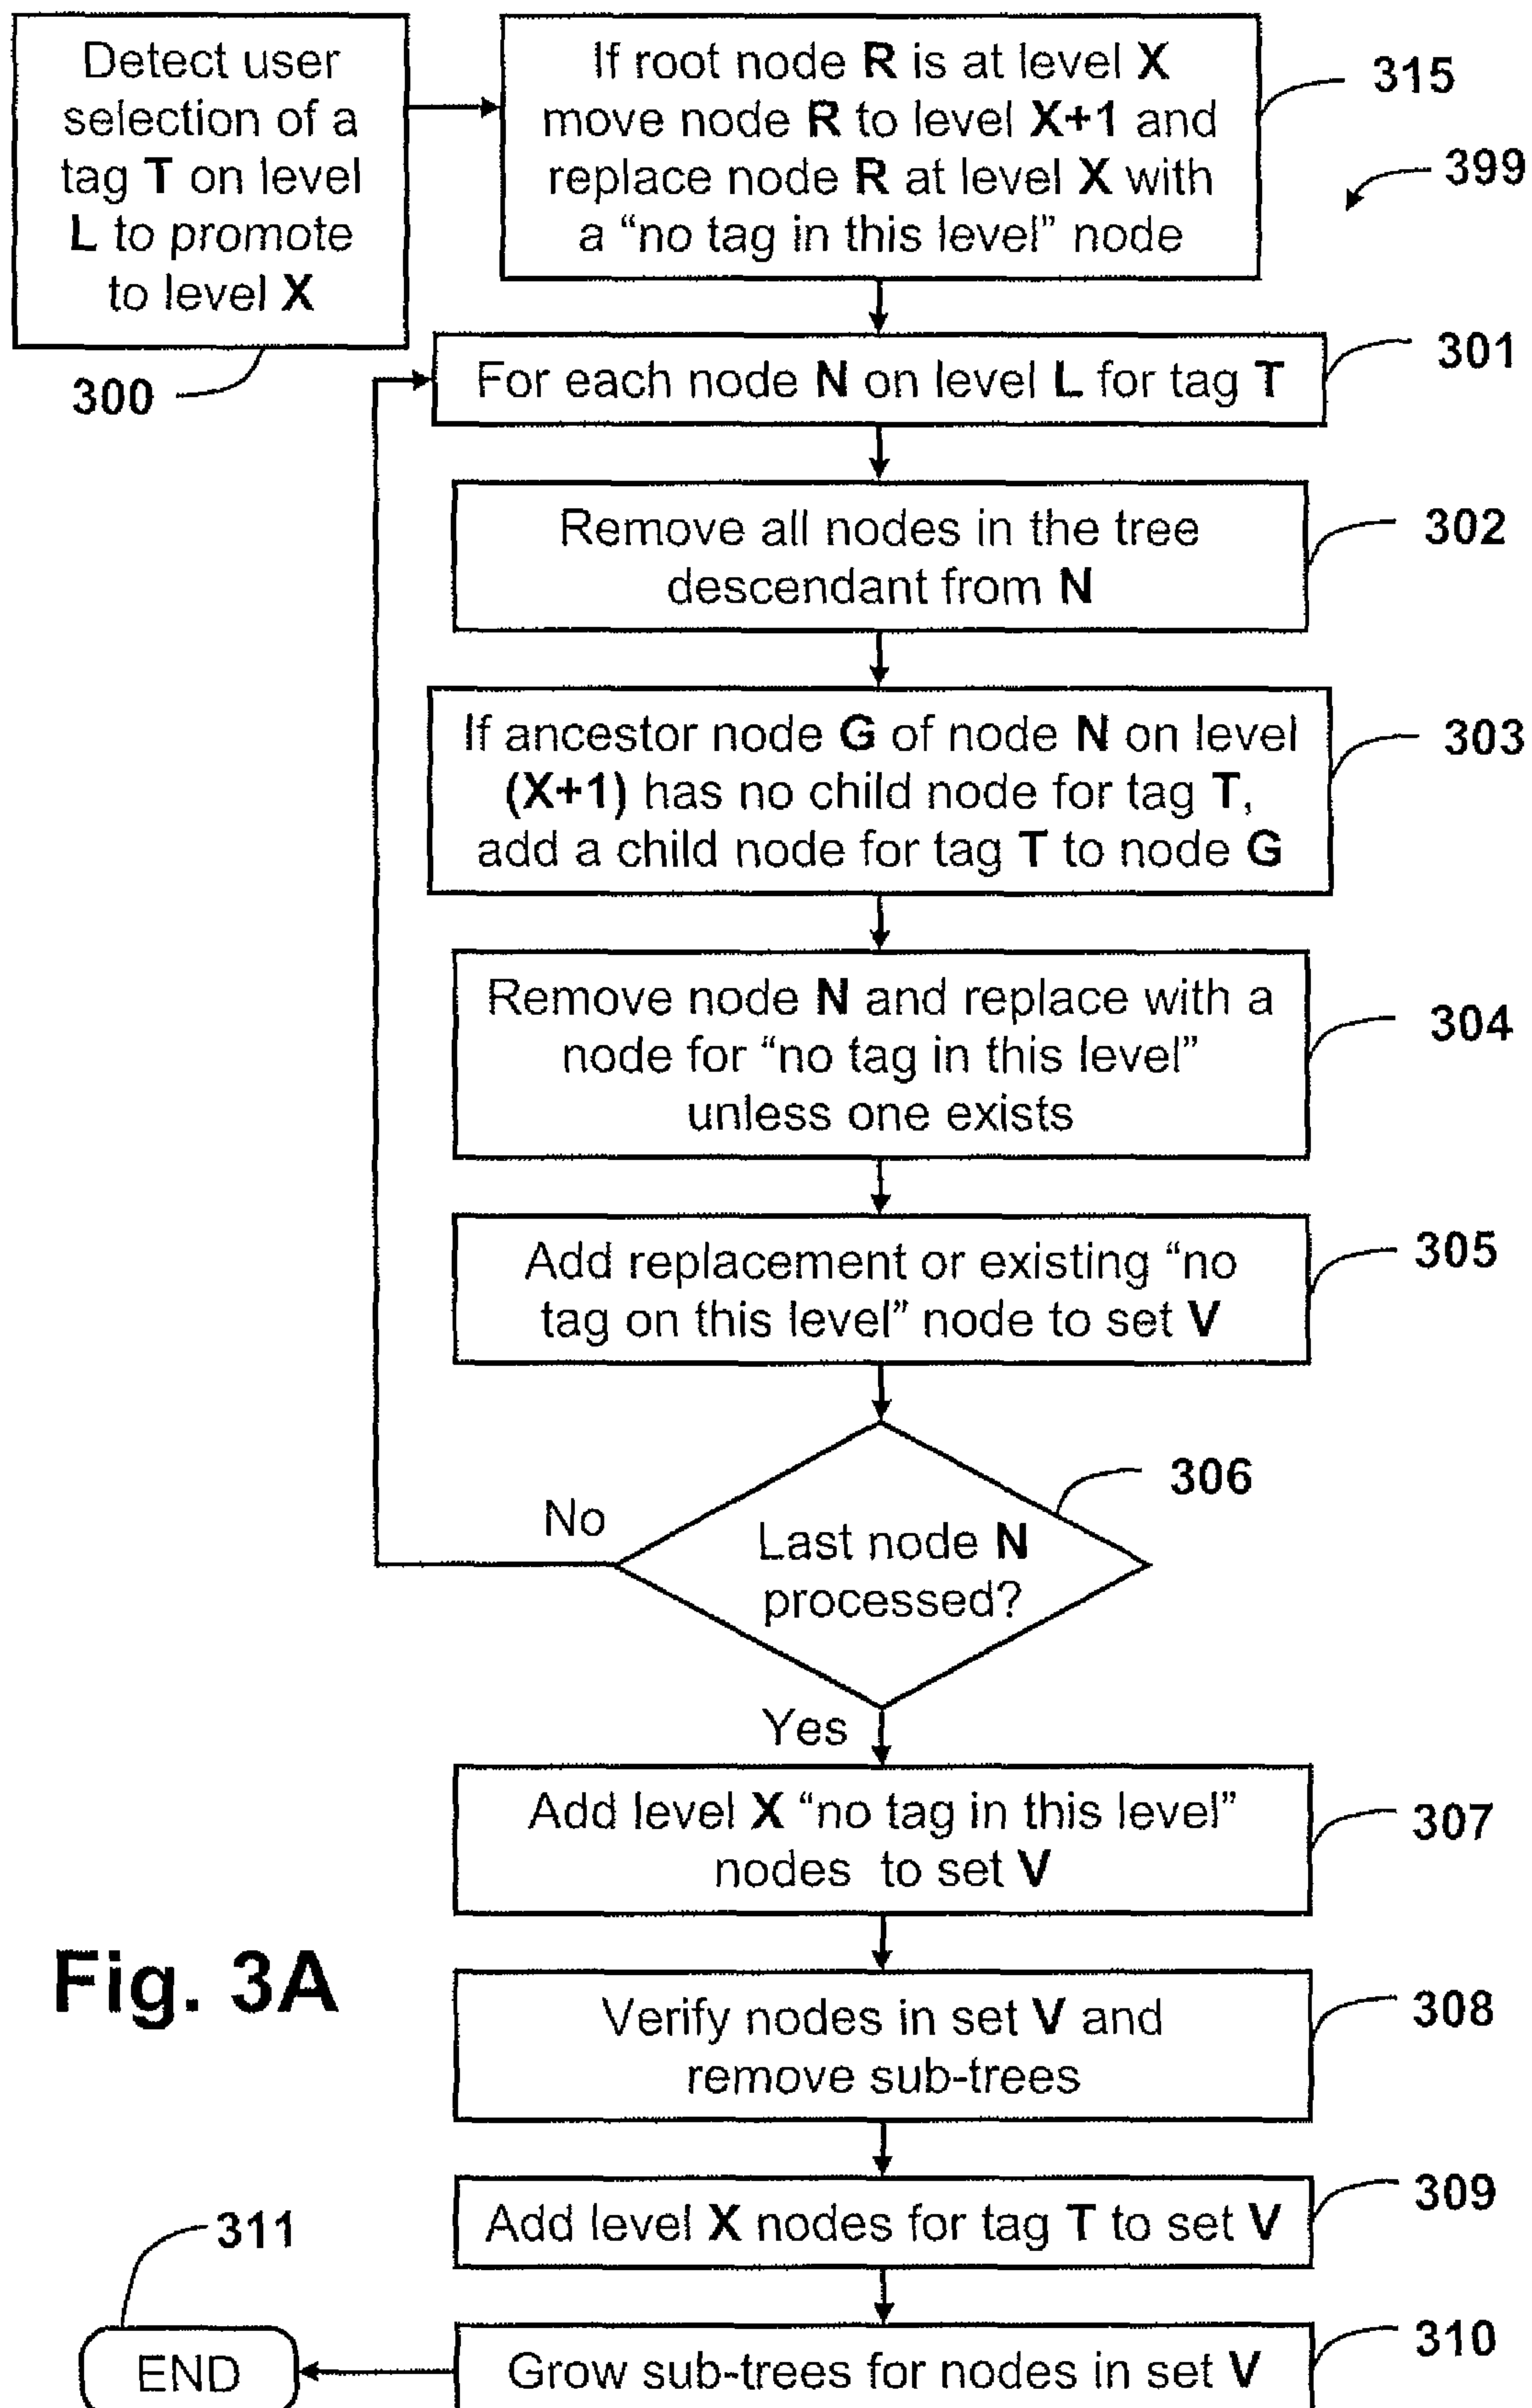 Detect user
selection of a
tag T on level
L to promote
to level X
300
If root node R is at level X
move node R to level X+1 and
replace node R at level X with
a “no tag in this level” node
315
399
For each node N on level L for tag T
301
Remove all nodes in the tree
descendant from N
302
If ancestor node G of node N on level
(X+1) has no child node for tag T,
add a child node for tag T to node G
303
Remove node N and replace with a
node for “no tag in this level”
unless one exists
304
Add replacement or existing “no
tag on this level” node to set V
305
Last node N
processed?
306
No
Yes
Add level X “no tag in this level”
nodes to set V
307
Fig. 3A
Verify nodes in set V and
remove sub-trees
308
Add level X nodes for tag T to set V
309
Grow sub-trees for nodes in set V
310
311
END